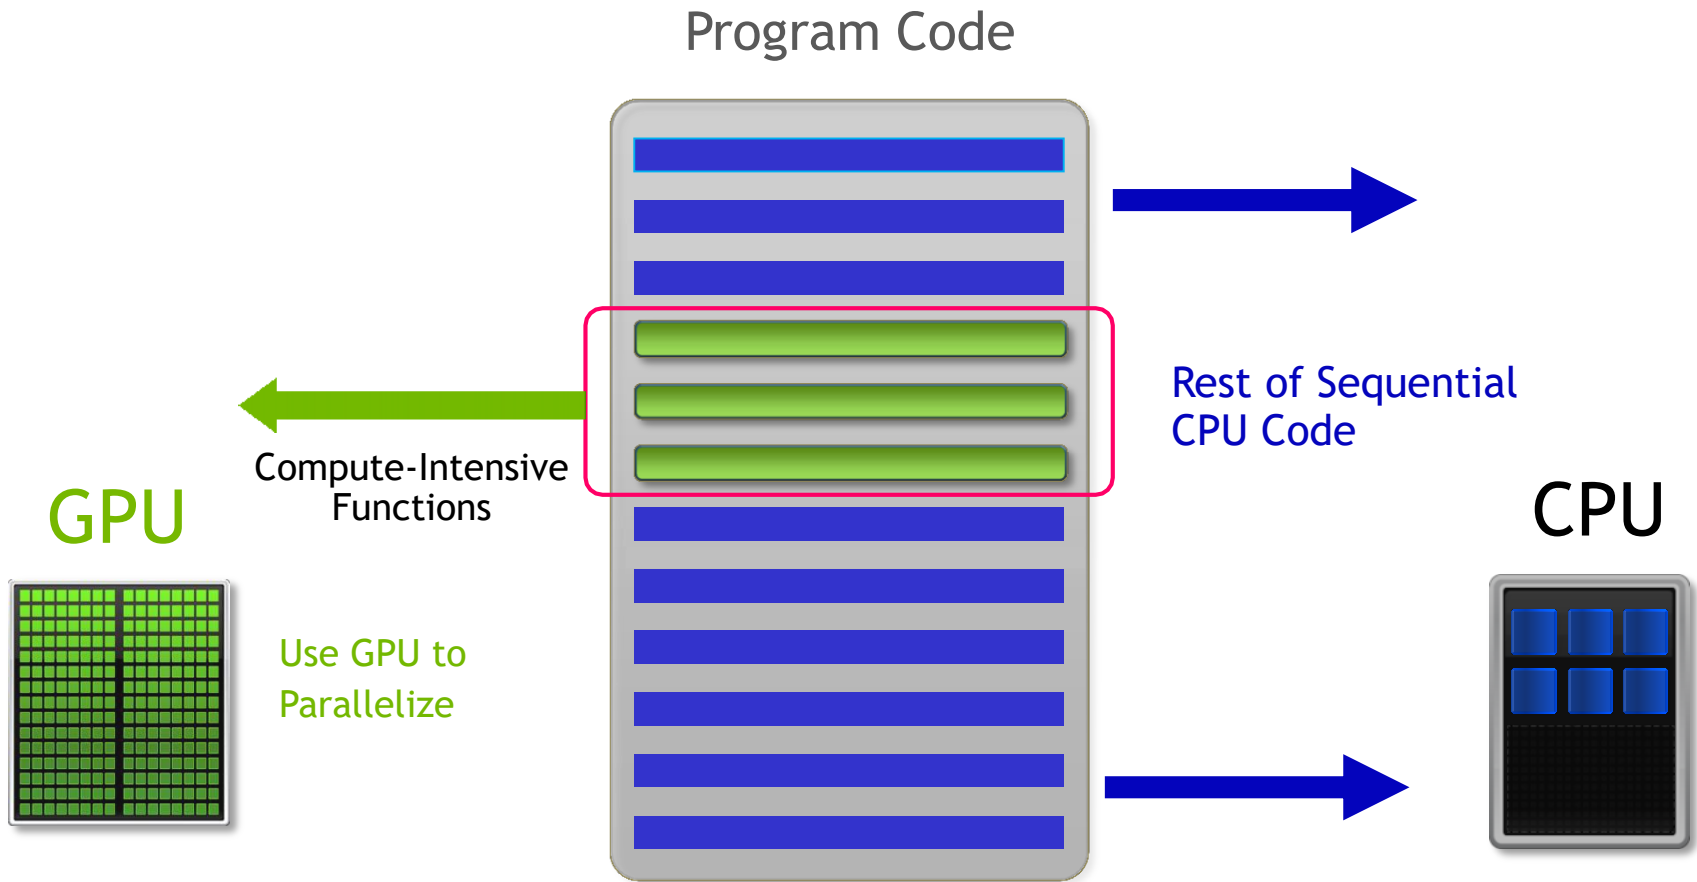 Program Code
Rest of Sequential
CPU Code
Compute-Intensive
Functions
GPU
CPU
Use GPU to
Parallelize